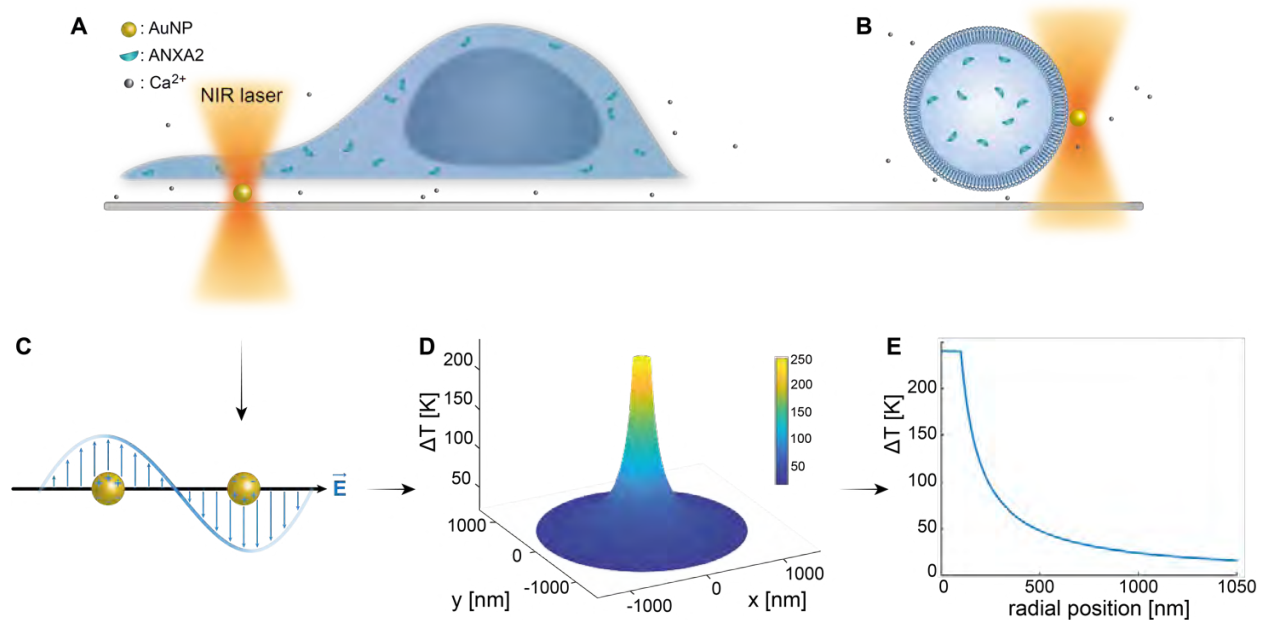 A
: AuNP
: ANXA2
: Ca²⁺
NIR laser
B
C
E
D
ΔT [K]
200
150
100
50
250
200
150
100
50
1000
0
-1000
y [nm]
-1000
0
1000
x [nm]
E
ΔT [K]
200
150
100
50
0
0
500
1000
1050
radial position [nm]